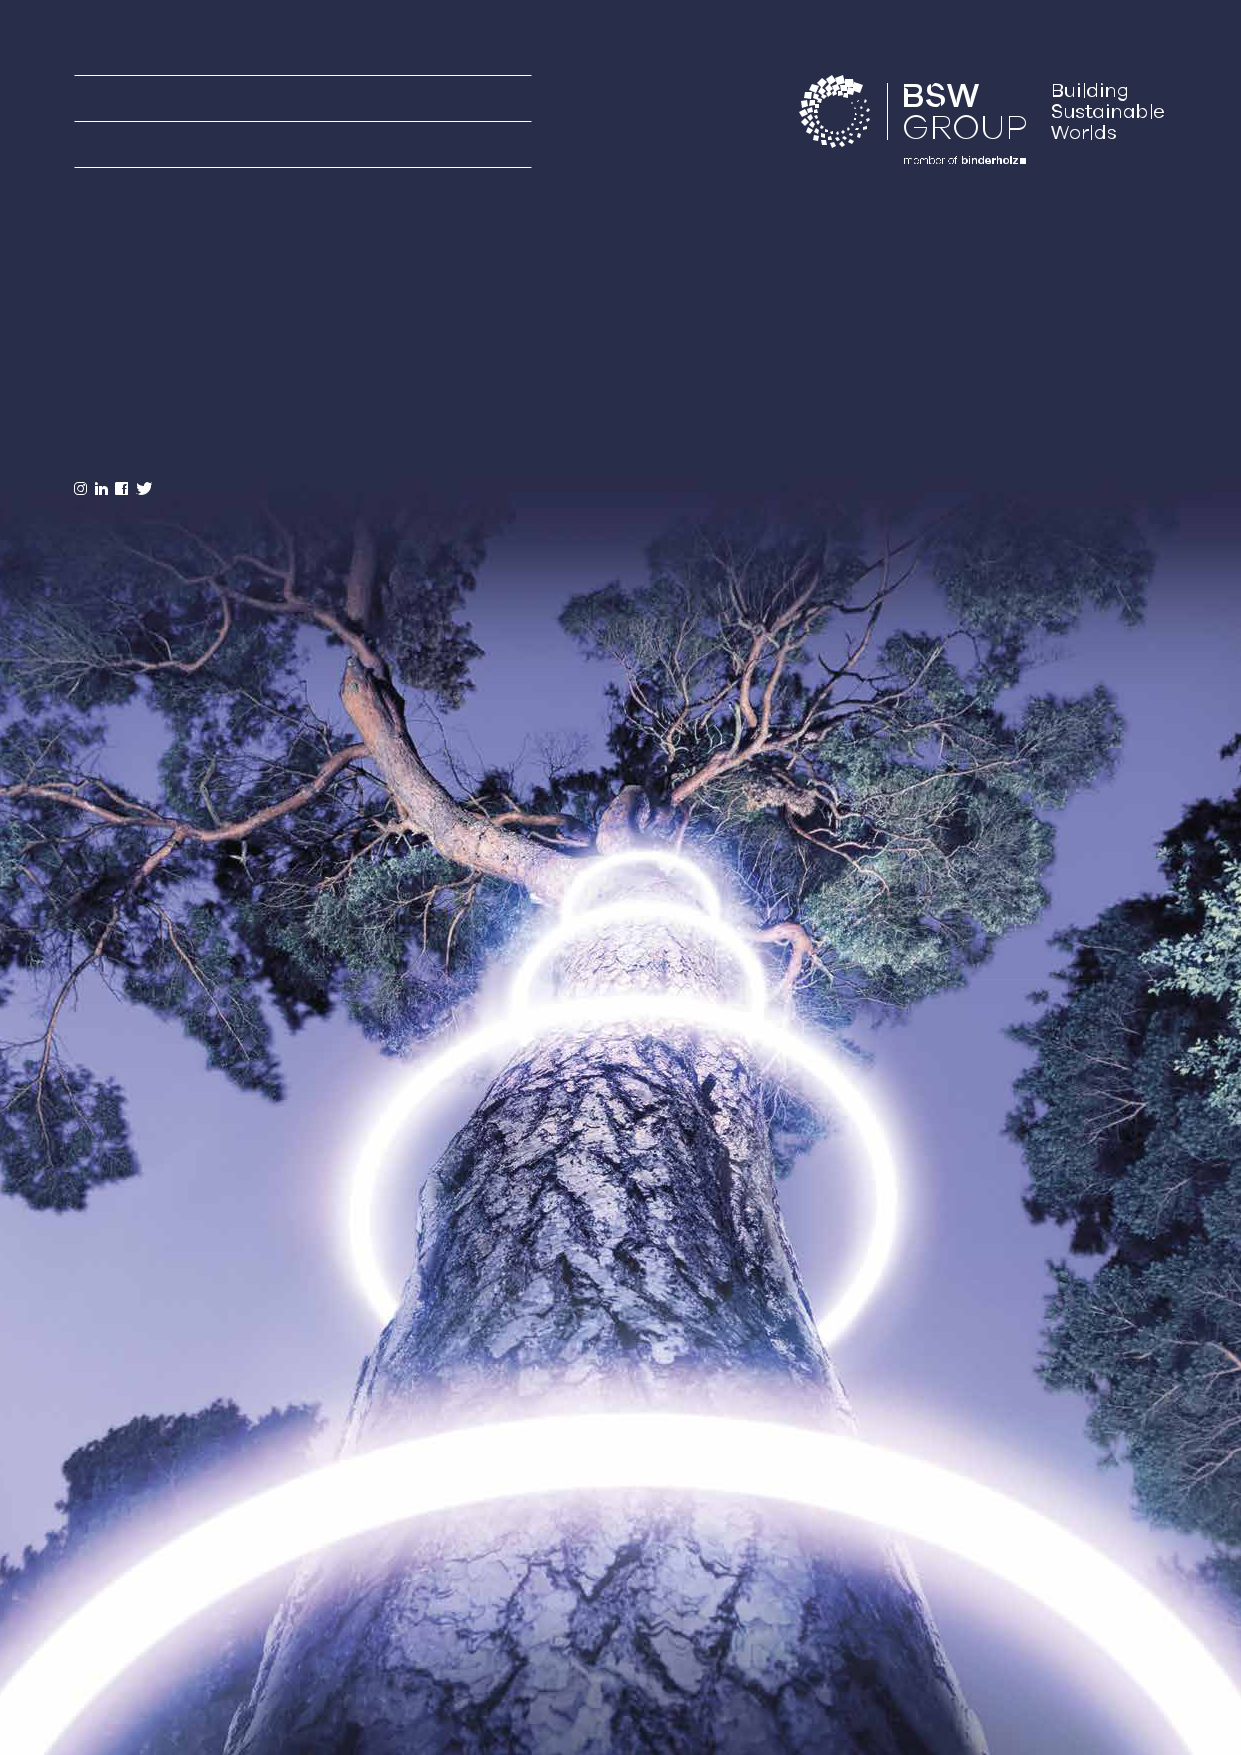 BSW
GROUP
member of binderholz
Building
Sustainable
Worlds